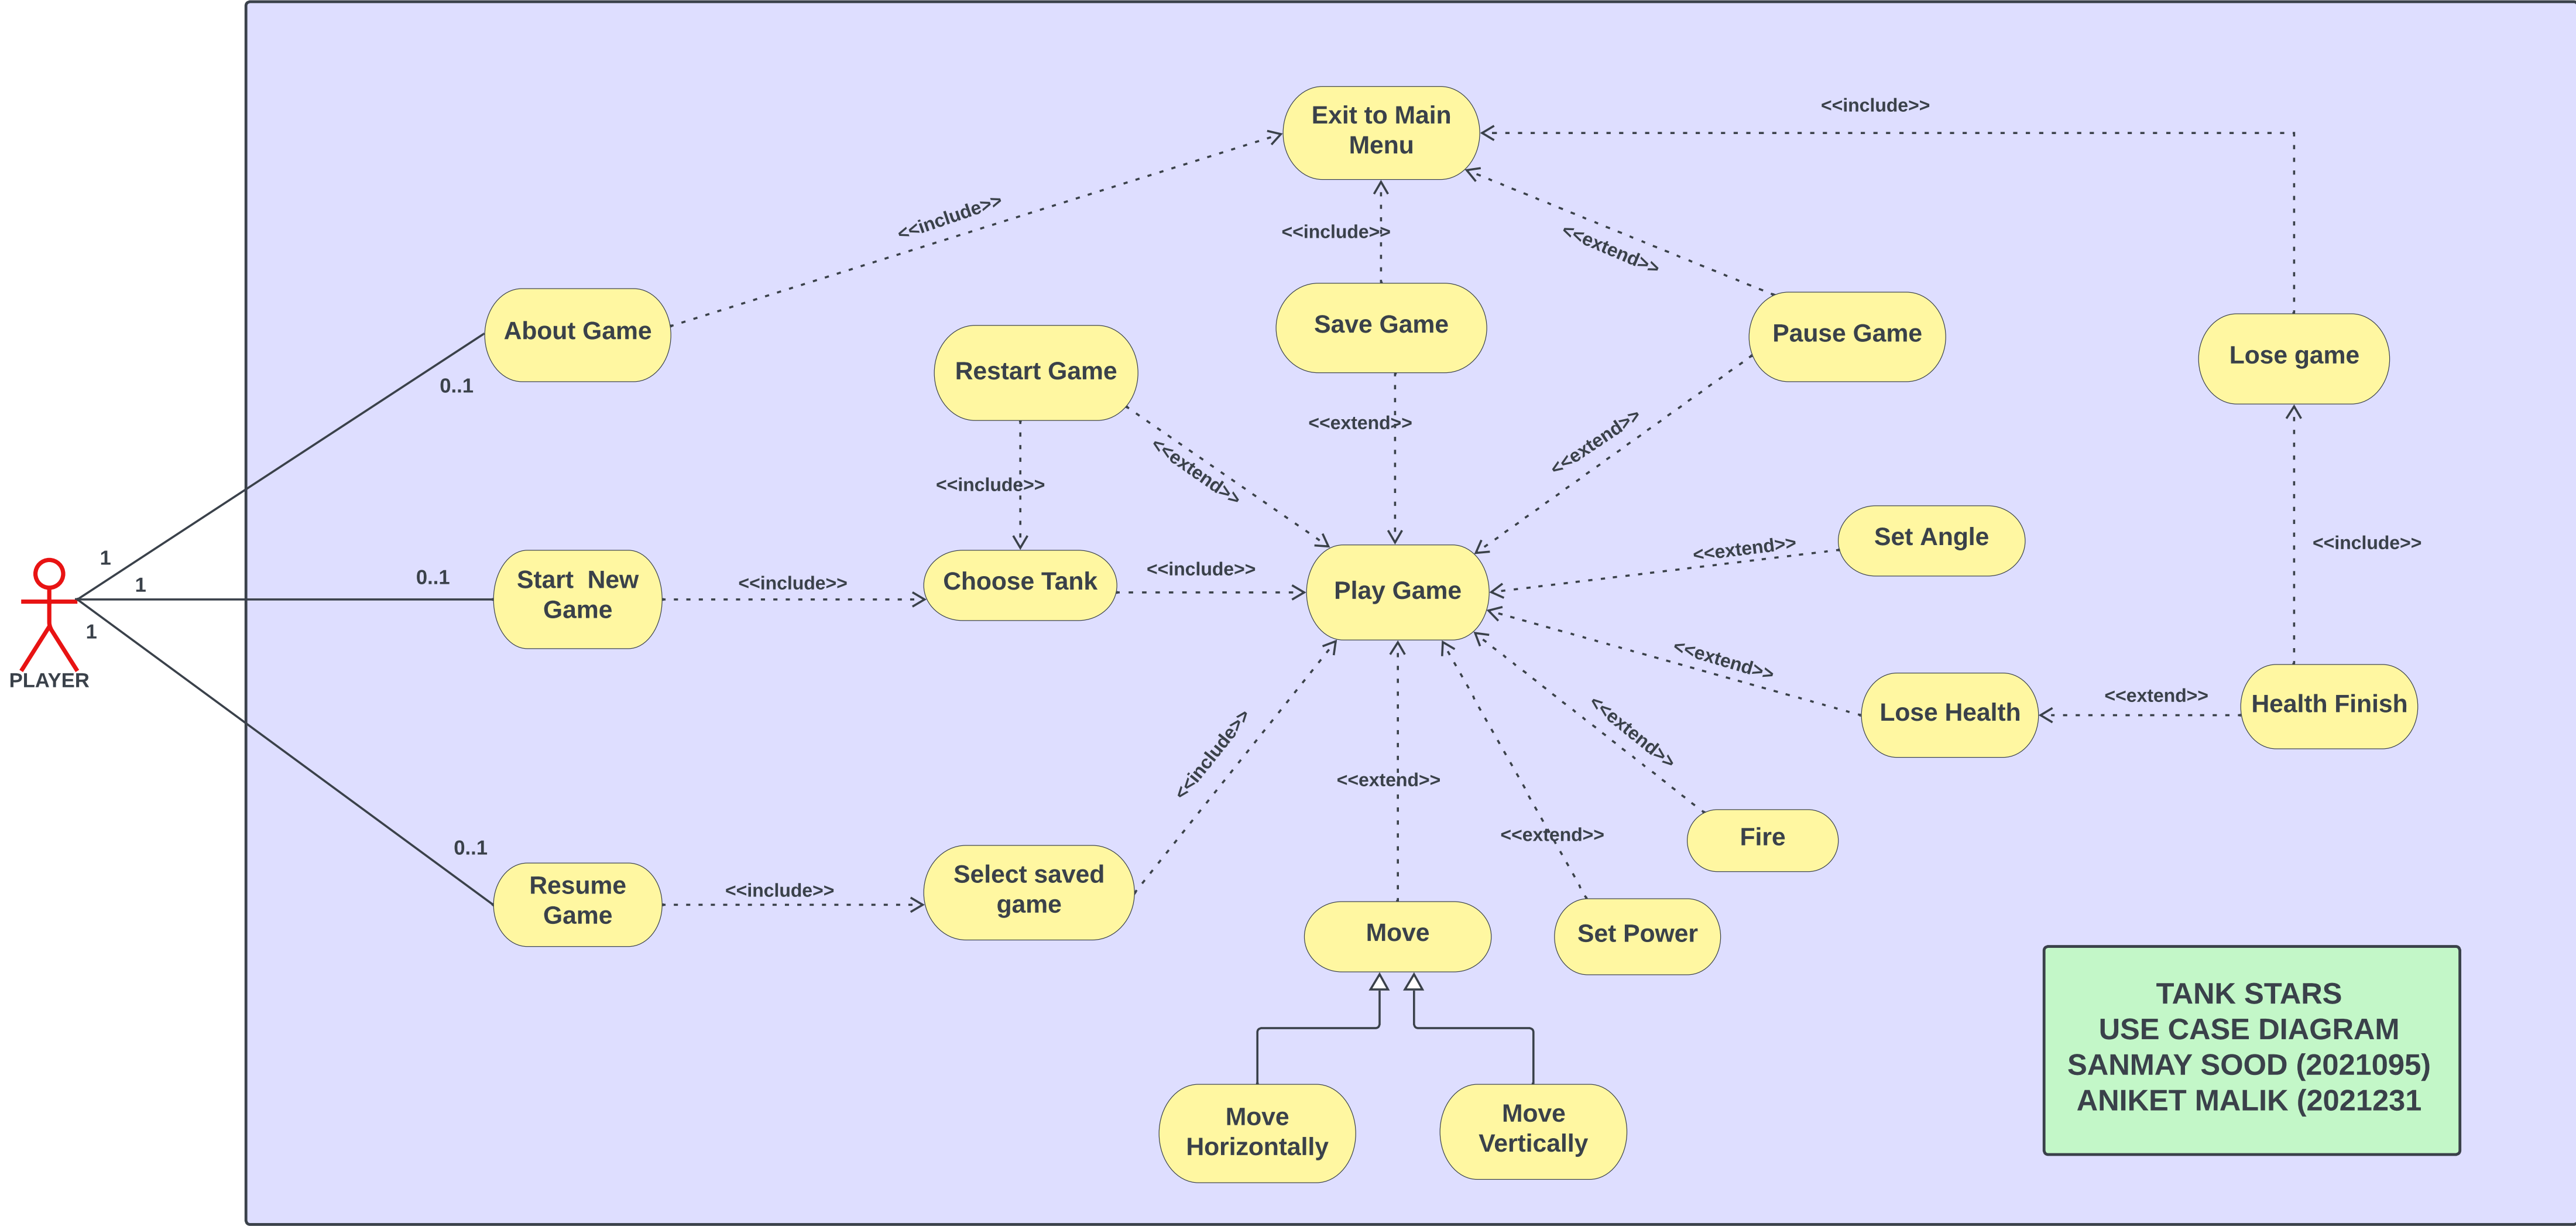 Exit to Main
Menu
<<include>>
<<include>>
<<include>>
<<extend>>
About Game
Save Game
Pause Game
Lose game
Restart Game
0..1
<<extend>>
<<extend>>
<<extend>>
<<include>>
Set Angle
<<extend>>
<<include>>
1
1
0..1
Start  New
Game
<<include>>
Choose Tank
<<include>>
Play Game
1
PLAYER
<<extend>>
Lose Health
<<extend>>
Health Finish
<<include>>
<<extend>>
<<extend>>
<<extend>>
Fire
0..1
Resume
Game
<<include>>
Select saved
game
Move
Set Power
Move
Horizontally
Move
Vertically
TANK STARS
USE CASE DIAGRAM
SANMAY SOOD (2021095)
ANIKET MALIK (2021231